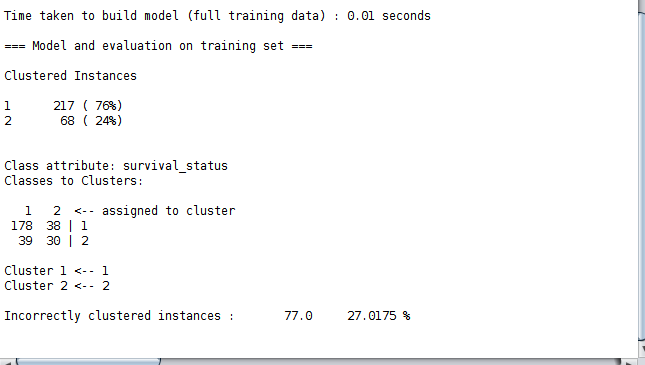 Time taken to build model (full training data) : 0.01 seconds
=== Model and evaluation on training set ===
Clustered Instances
1      217 ( 76%)
2       68 ( 24%)
Class attribute: survival_status
Classes to Clusters:
   1   2  <-- assigned to cluster
 178  38 | 1
  39  30 | 2
Cluster 1 <-- 1
Cluster 2 <-- 2
Incorrectly clustered instances :       77.0     27.0175 %